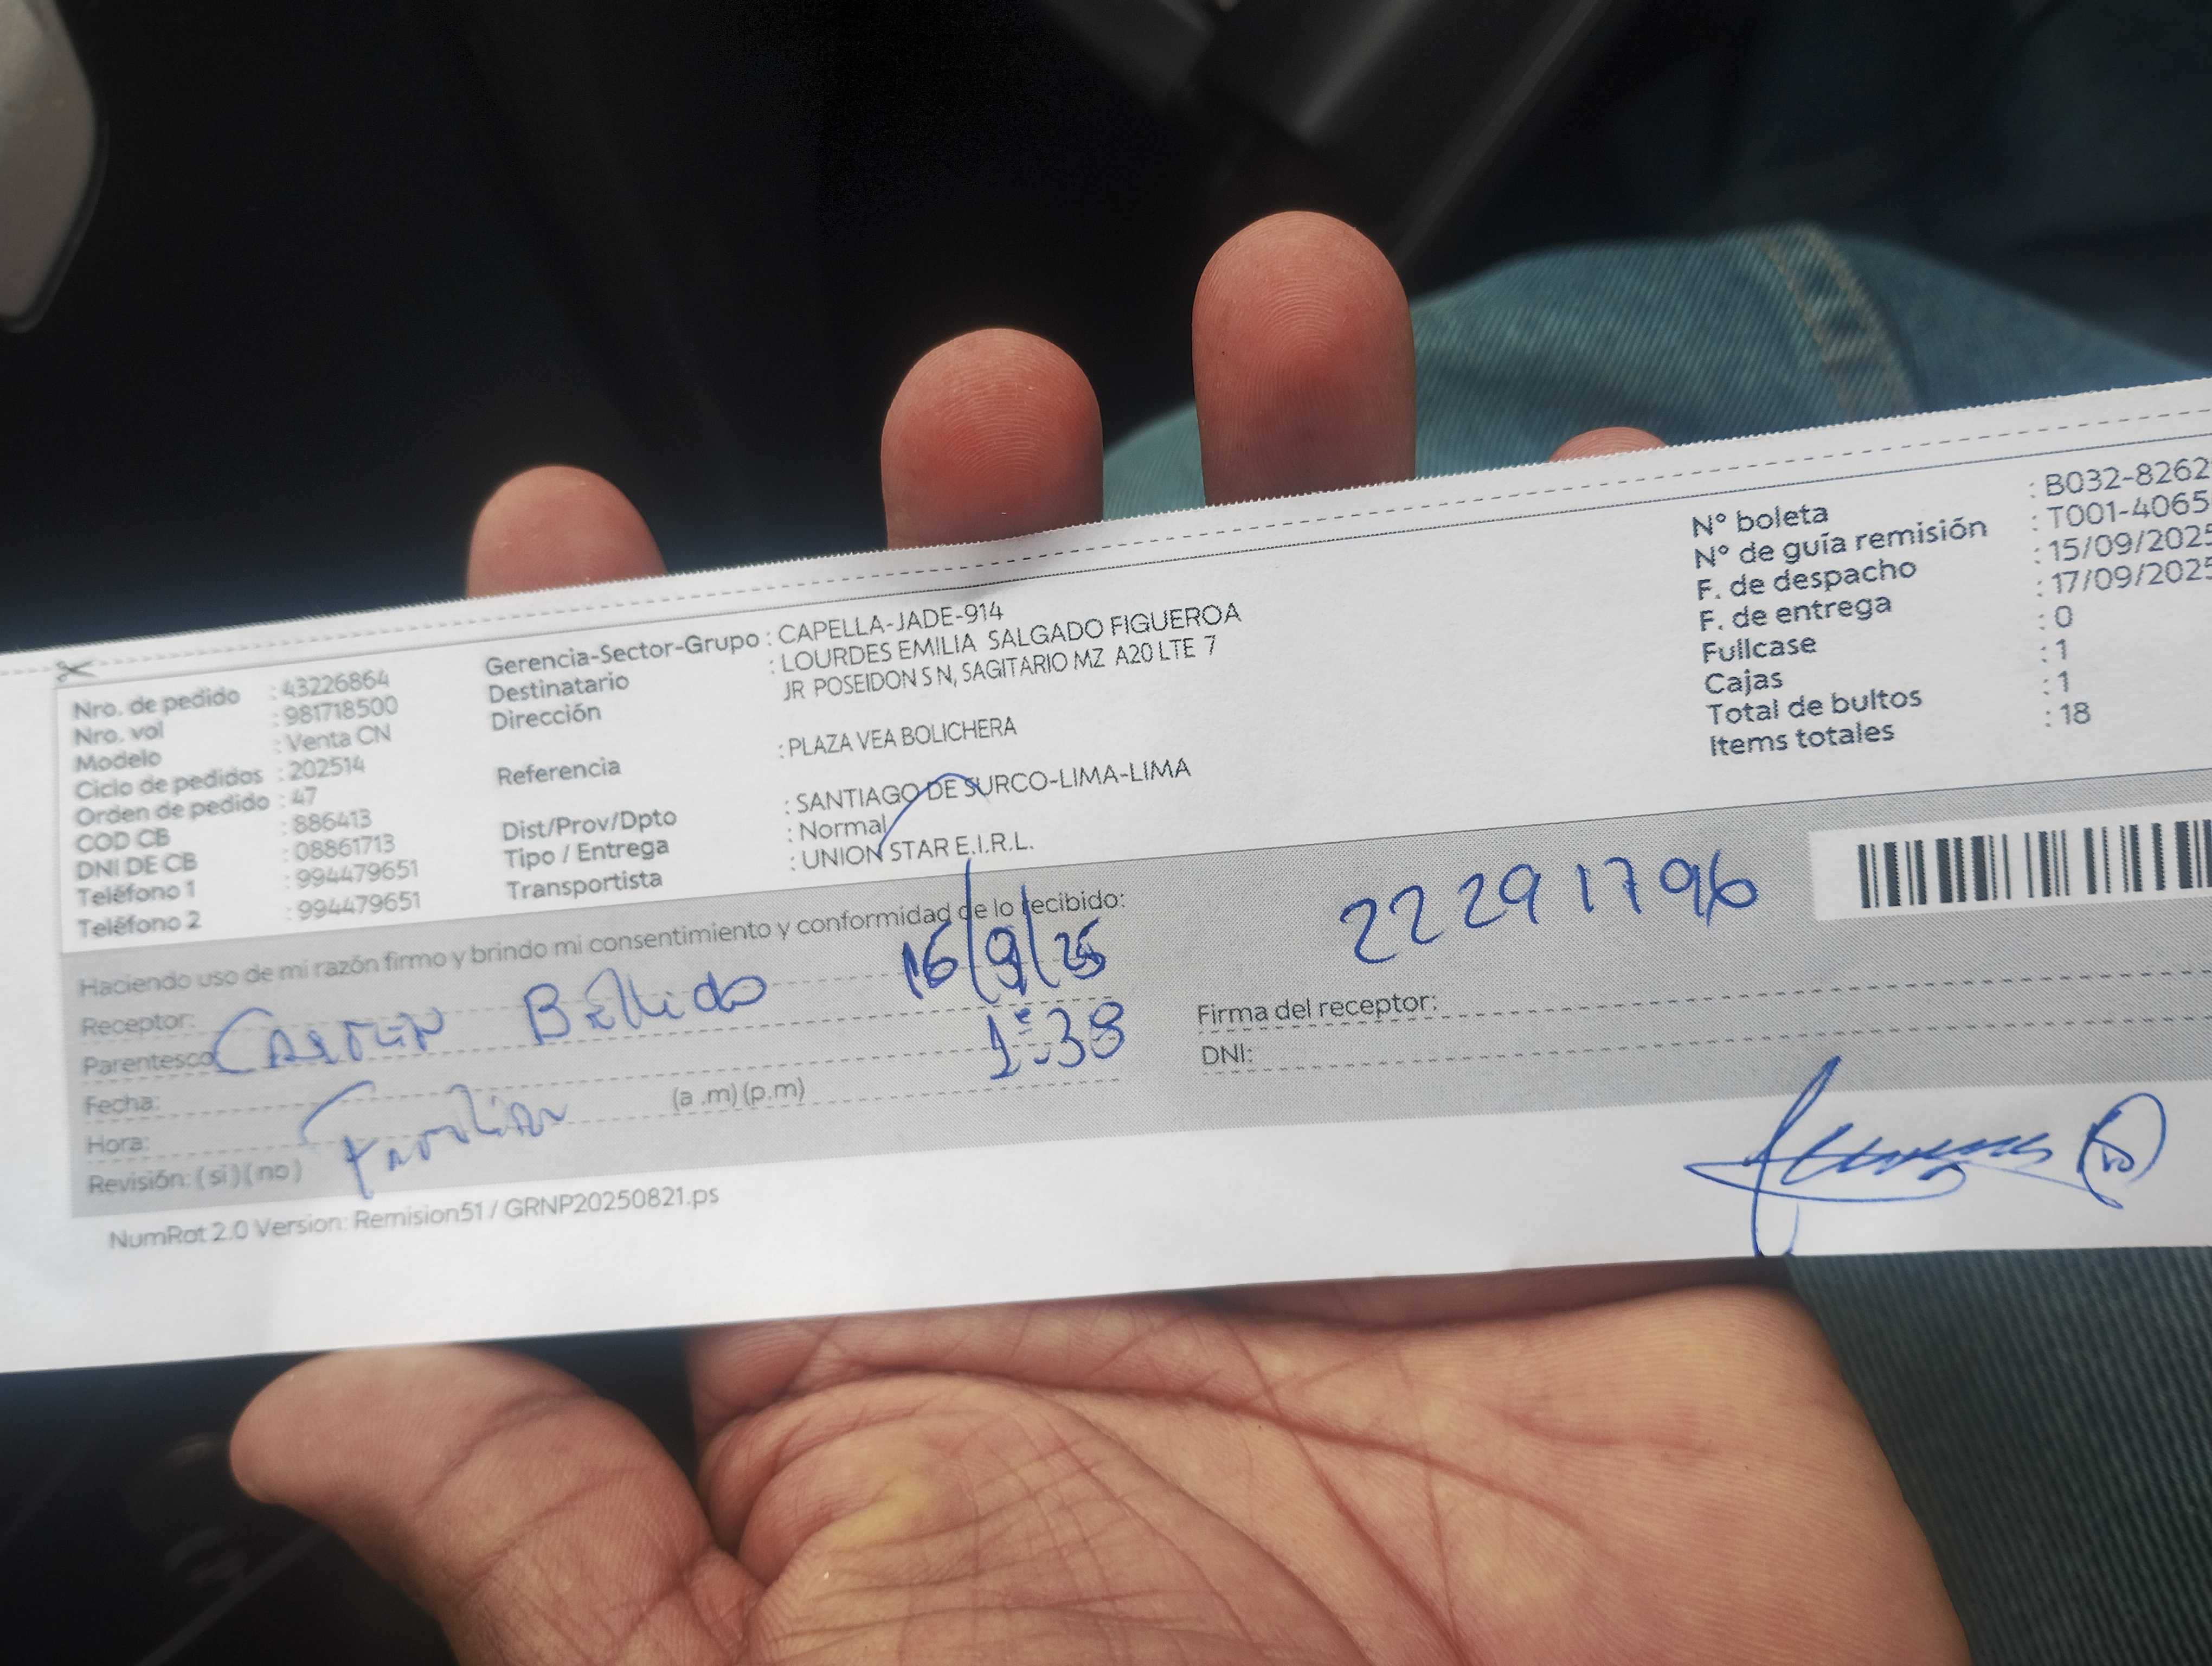 Nro. de pedido : 43226864
Nro. vol : 981718500
Modelo : Venta CN
Ciclo de pedidos : 202514
Orden de pedido : 47
COD CB : 886413
DNI DE CB : 08861713
Teléfono 1 : 994479651
Teléfono 2 : 994479651
Gerencia-Sector-Grupo : CAPELLA-JADE-914
Destinatario : LOURDES EMILIA SALGADO FIGUEROA
Dirección JR POSEIDON S N, SAGITARIO MZ A20 LTE 7
Referencia : PLAZA VEA BOLICHERA
Dist/Prov/Dpto : SANTIAGO DE SURCO-LIMA-LIMA
Tipo / Entrega : Normal
Transportista : UNION STAR E.I.R.L.
N° boleta : B032-8262
N° de guía remisión : T001-4065
F. de despacho : 15/09/2025
F. de entrega : 17/09/2025
Fullcase : 0
Cajas : 1
Total de bultos : 1
Items totales : 18
Haciendo uso de mi razón firmo y brindo mi consentimiento y conformidad de lo recibido:
Receptor:
Parentesco
Bellido
16/9/25
Fecha:
Hora: (a .m) (p.m)
1:38
Revisión: ( si ) ( no )
Familiar
22291796
Firma del receptor:
DNI:
NumRot 2.0 Version: Remision51 / GRNP20250821.ps